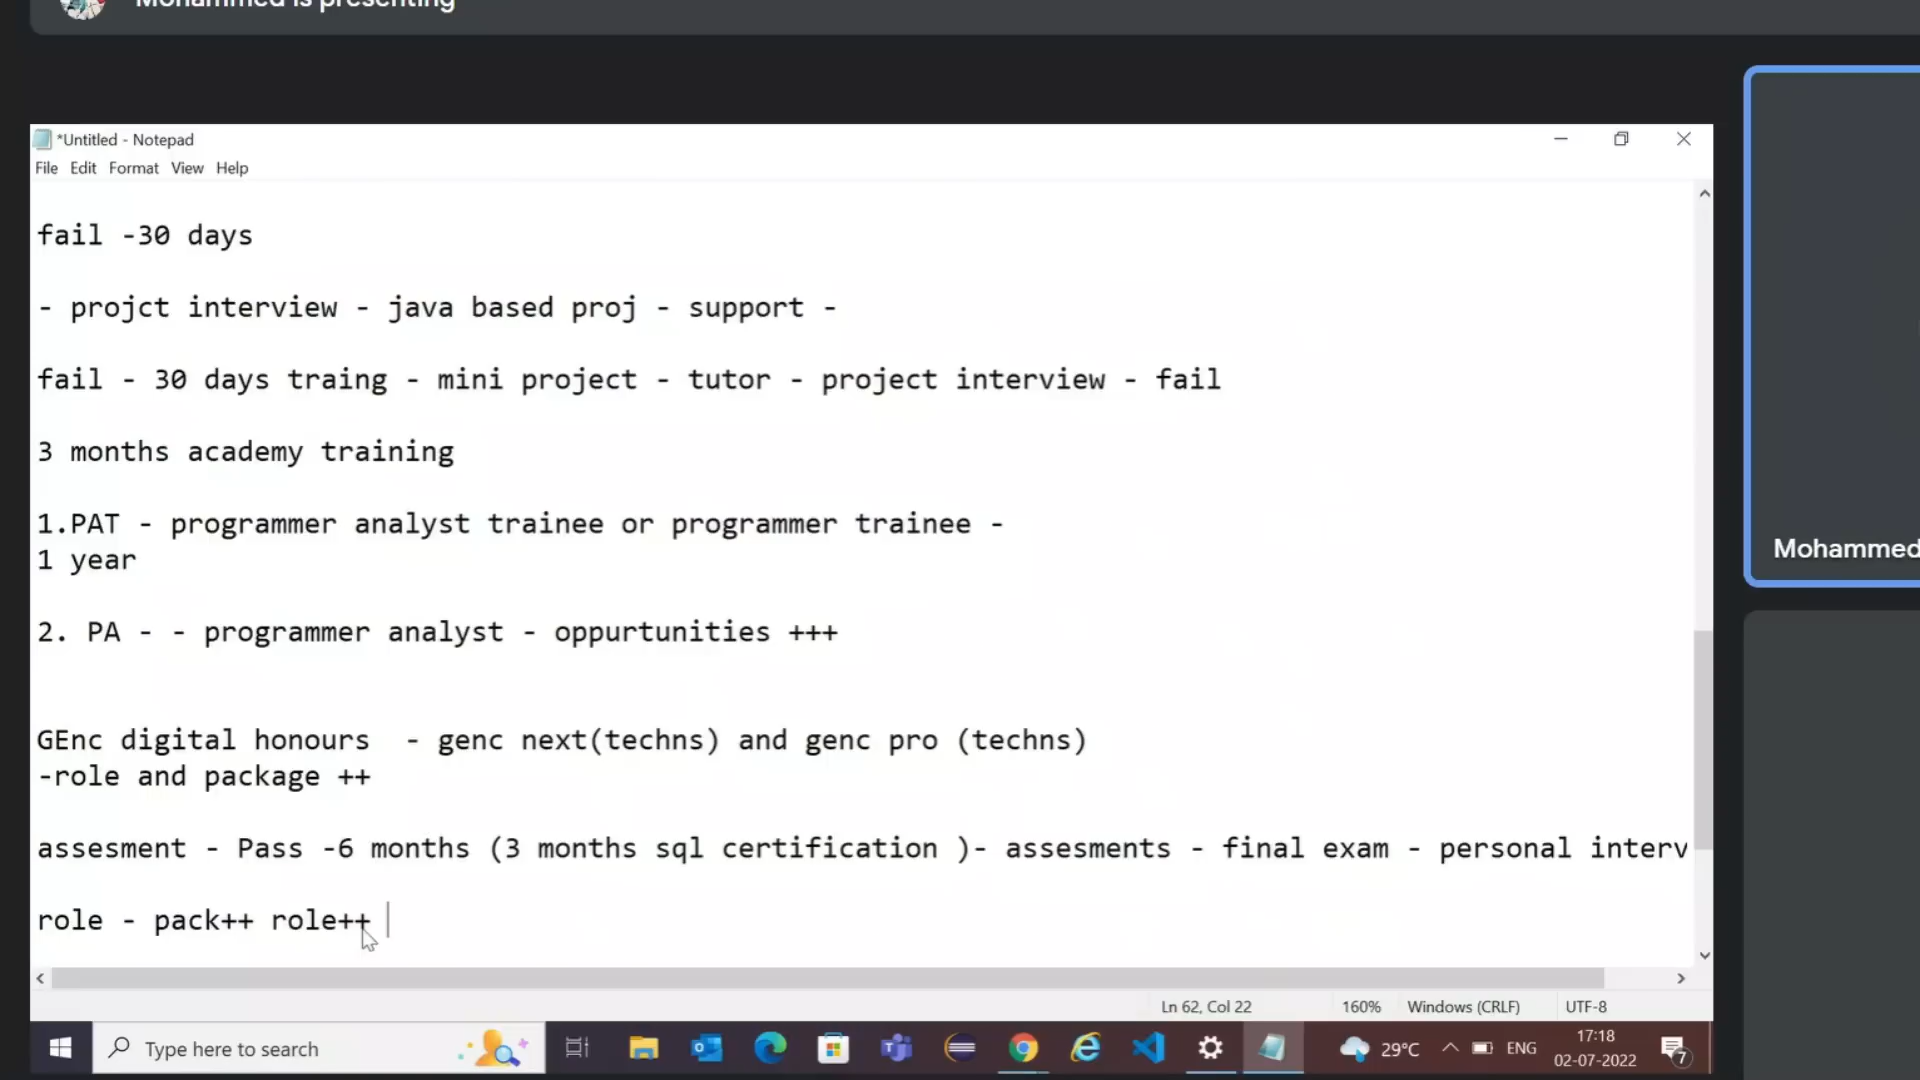 Mohammed is presenting
*Untitled - Notepad
File Edit Format View Help
fail -30 days
- projct interview - java based proj - support -
fail - 30 days traing - mini project - tutor - project interview - fail
3 months academy training
1.PAT - programmer analyst trainee or programmer trainee -
1 year
2. PA - - programmer analyst - oppurtunities +++
GEnc digital honours  - genc next(techns) and genc pro (techns)
-role and package ++
assesment - Pass -6 months (3 months sql certification )- assesments - final exam - personal interv
role - pack++ role++
Mohammed
Ln 62, Col 22 160% Windows (CRLF) UTF-8
Type here to search 29°C ENG 17:18
02-07-2022 7